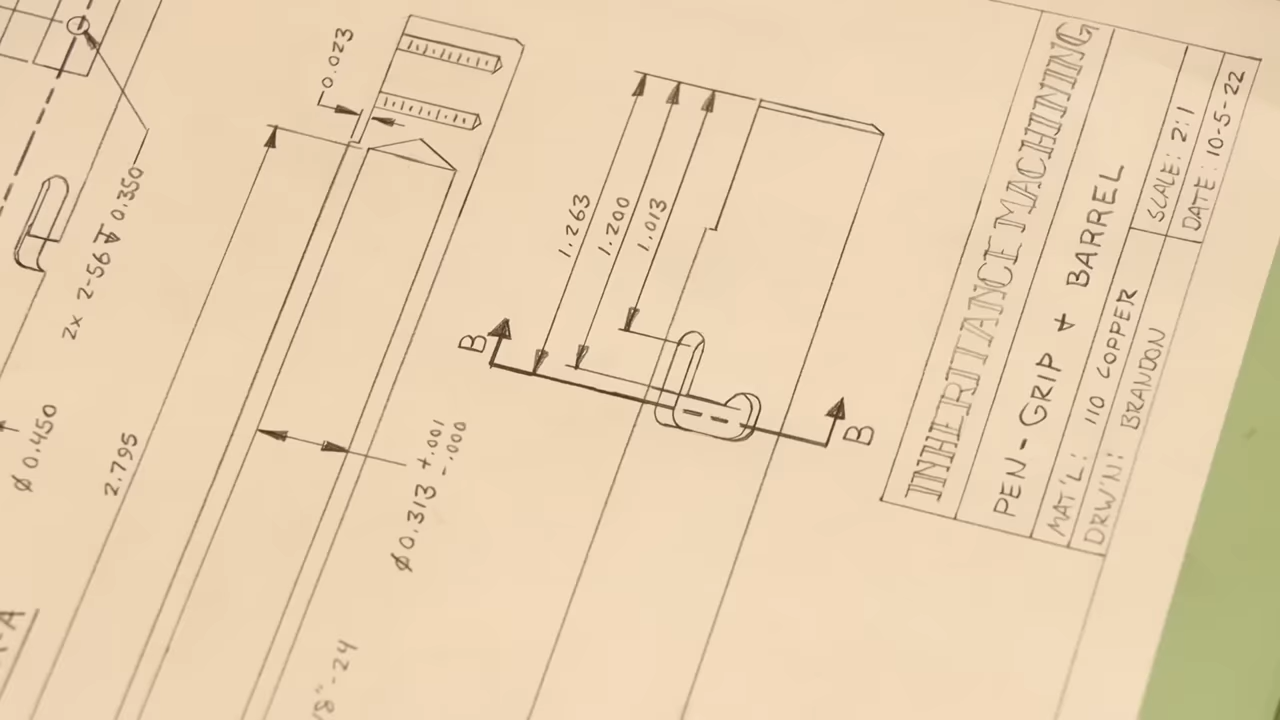 0.023
2x 2-56 ↧ 0.350
Ø 0.450
2.795
Ø 0.313 +.001
-.000
1.263
1.200
1.013
B
B
INHERITANCE MACHINING
PEN - GRIP + BARREL
MAT'L: 110 COPPER
SCALE: 2:1
DRW'N: BRANDON
DATE: 10-5-22